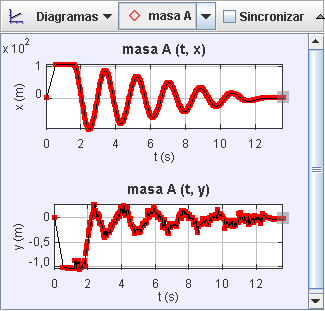 Diagramas masa A Sincronizar
x 10²
masa A (t, x)
1
0
x (m)
0 2 4 6 8 10 12
t (s)
masa A (t, y)
0
-0,5
-1,0
y (m)
0 2 4 6 8 10 12
t (s)